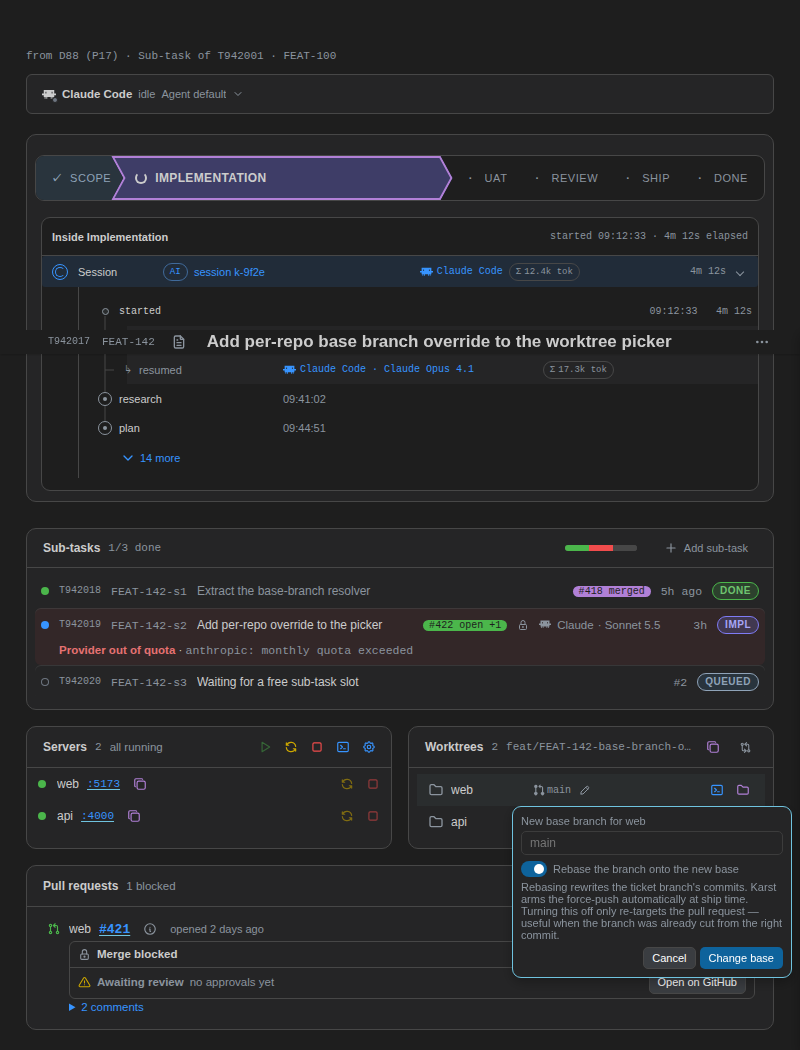 from D88 (P17) · Sub-task of T942001 · FEAT-100
Claude Code idle Agent default
SCOPE IMPLEMENTATION · UAT · REVIEW · SHIP · DONE
Inside Implementation started 09:12:33 · 4m 12s elapsed
Session AI session k-9f2e Claude Code Σ 12.4k tok 4m 12s
started 09:12:33 4m 12s
T942017 FEAT-142 Add per-repo base branch override to the worktree picker
↳ resumed Claude Code · Claude Opus 4.1 Σ 17.3k tok
research 09:41:02
plan 09:44:51
14 more
Sub-tasks 1/3 done Add sub-task
T942018 FEAT-142-s1 Extract the base-branch resolver #418 merged 5h ago DONE
T942019 FEAT-142-s2 Add per-repo override to the picker #422 open +1 Claude · Sonnet 5.5 3h IMPL
Provider out of quota · anthropic: monthly quota exceeded
T942020 FEAT-142-s3 Waiting for a free sub-task slot #2 QUEUED
Servers 2 all running
web :5173
api :4000
Worktrees 2 feat/FEAT-142-base-branch-o…
web main
api
New base branch for web
main
Rebase the branch onto the new base
Rebasing rewrites the ticket branch's commits. Karst
arms the force-push automatically at ship time.
Turning this off only re-targets the pull request —
useful when the branch was already cut from the right
commit.
Cancel Change base
Pull requests 1 blocked
web #421 opened 2 days ago
Merge blocked
Awaiting review no approvals yet Open on GitHub
2 comments